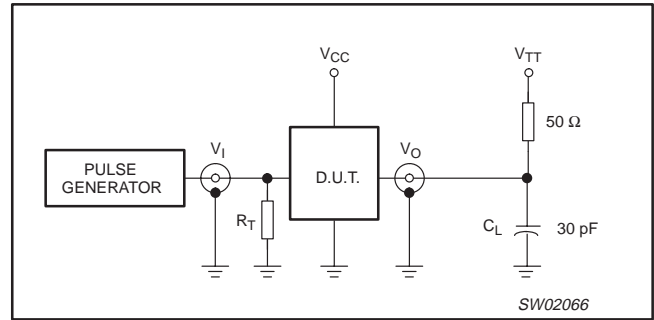 VCC
VTT
50 Ω
VI
VO
PULSE
GENERATOR
D.U.T.
RT
CL
30 pF
SW02066